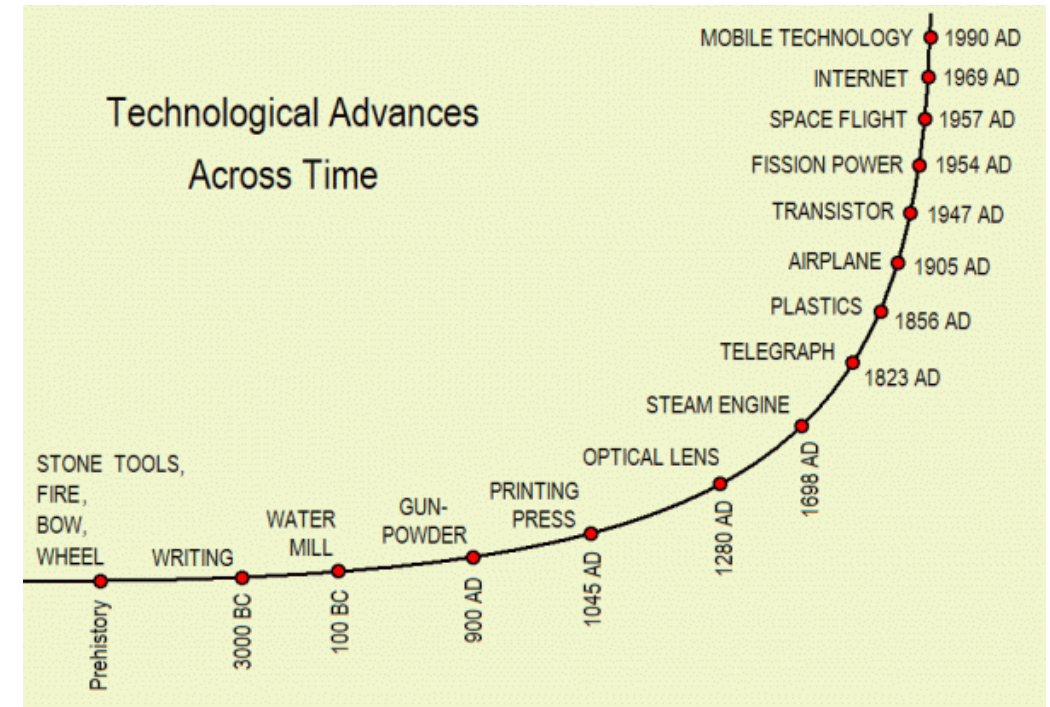 Technological Advances
Across Time
MOBILE TECHNOLOGY 1990 AD
INTERNET 1969 AD
SPACE FLIGHT 1957 AD
FISSION POWER 1954 AD
TRANSISTOR 1947 AD
AIRPLANE 1905 AD
PLASTICS 1856 AD
TELEGRAPH 1823 AD
STEAM ENGINE
1698 AD
OPTICAL LENS
1280 AD
PRINTING
PRESS
1045 AD
GUN-
POWDER
900 AD
WATER
MILL
100 BC
WRITING
3000 BC
STONE TOOLS,
FIRE,
BOW,
WHEEL
Prehistory